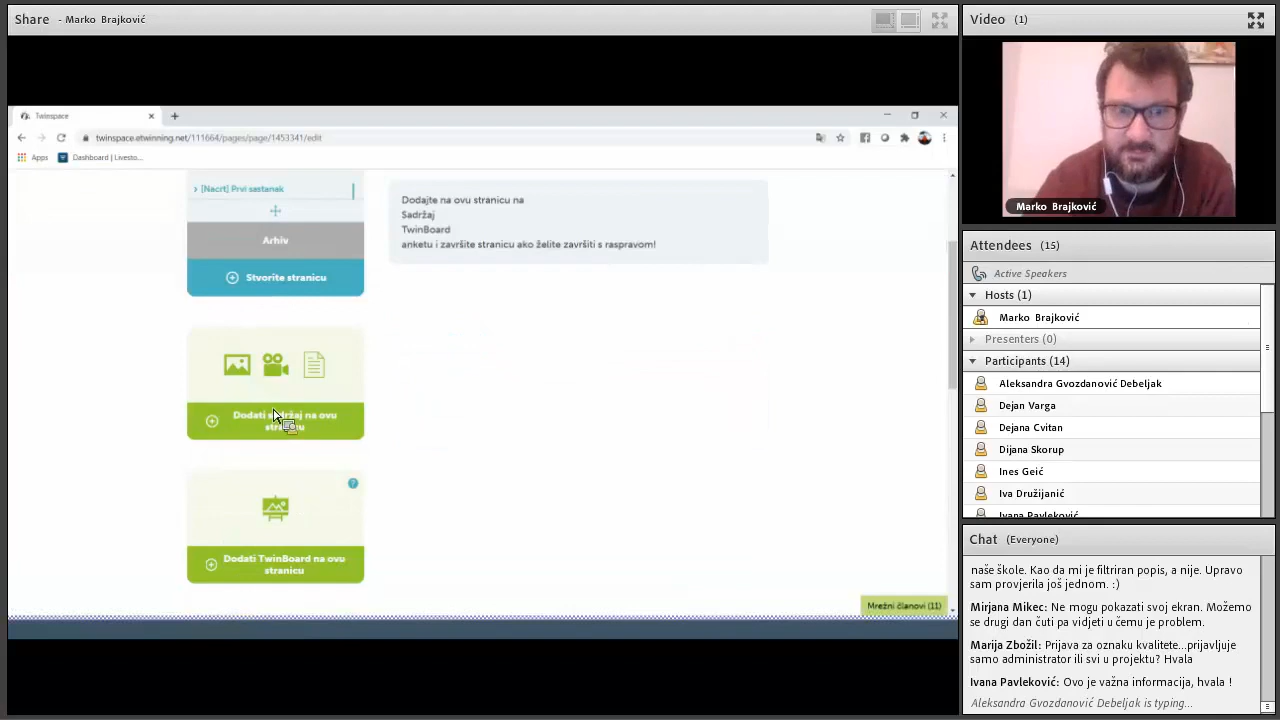 Share - Marko Brajković
Twinspace
twinspace.etwinning.net/111664/pages/page/1453341/edit
Apps
Dashboard | Livesto...
[Nacrt] Prvi sastanak
Arhiv
Stvorite stranicu
Dodati sadržaj na ovu
stranicu
Dodati TwinBoard na ovu
stranicu
Dodajte na ovu stranicu na
Sadržaj
TwinBoard
anketu i završite stranicu ako želite završiti s raspravom!
Mrežni članovi (11)
Video (1)
Marko Brajković
Attendees (15)
Active Speakers
Hosts (1)
Marko Brajković
Presenters (0)
Participants (14)
Aleksandra Gvozdanović Debeljak
Dejan Varga
Dejana Cvitan
Dijana Skorup
Ines Geić
Iva Družijanić
Ivana Pavleković
Chat (Everyone)
naše škole. Kao da mi je filtriran popis, a nije. Upravo
sam provjerila još jednom. :)
Mirjana Mikec: Ne mogu pokazati svoj ekran. Možemo
se drugi dan čuti pa vidjeti u čemu je problem.
Marija Zbožil: Prijava za oznaku kvalitete...prijavljuje
samo administrator ili svi u projektu? Hvala
Ivana Pavleković: Ovo je važna informacija, hvala !
Aleksandra Gvozdanović Debeljak is typing...